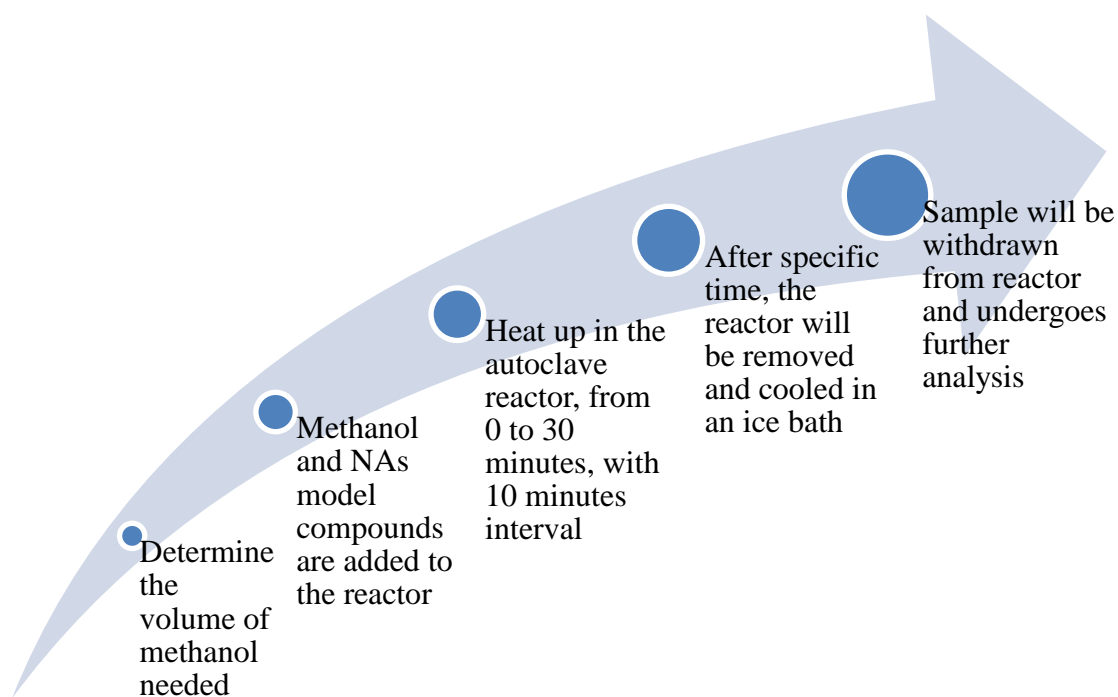 Determine
the
volume of
methanol
needed
Methanol
and NAs
model
compounds
are added to
the reactor
Heat up in the
autoclave
reactor, from
0 to 30
minutes, with
10 minutes
interval
After specific
time, the
reactor will
be removed
and cooled in
an ice bath
Sample will be
withdrawn
from reactor
and undergoes
further
analysis